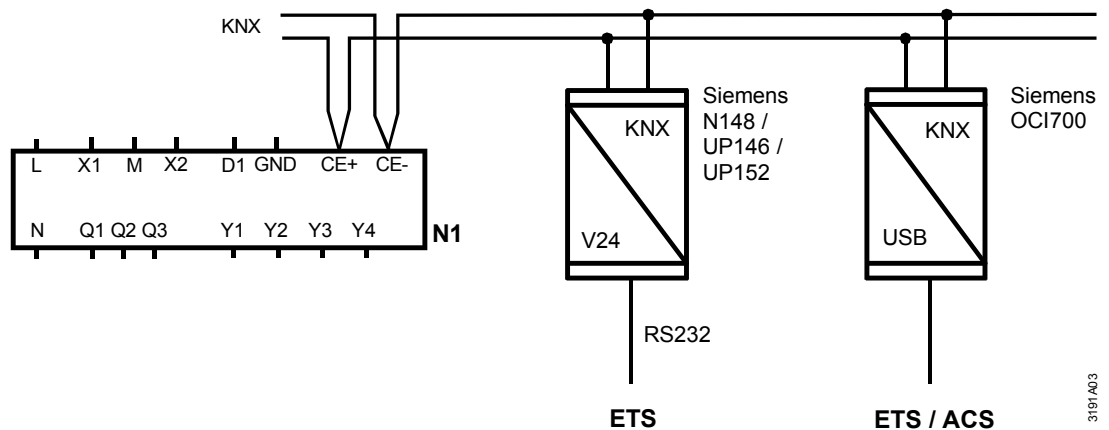 KNX
L X1 M X2 D1 GND CE+ CE-
N Q1 Q2 Q3 Y1 Y2 Y3 Y4
N1
KNX
V24
Siemens
N148 /
UP146 /
UP152
RS232
ETS
KNX
USB
Siemens
OCI700
ETS / ACS
3191A03